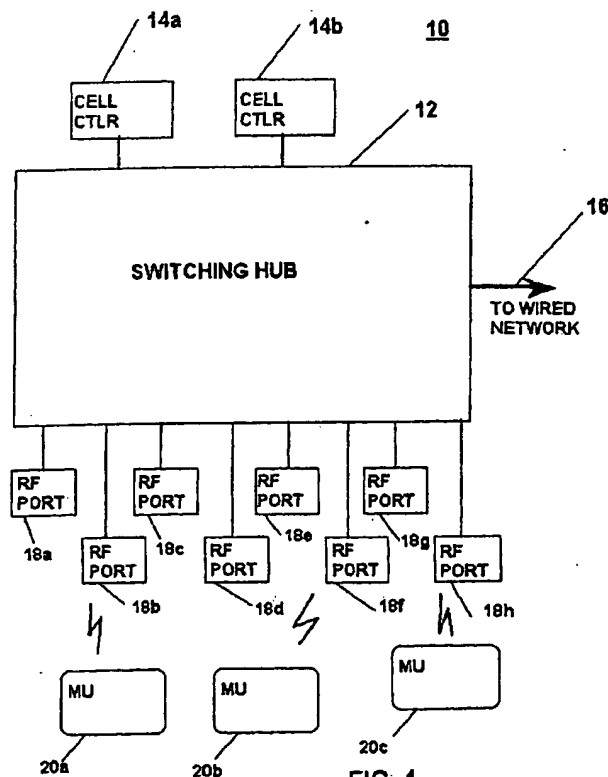 14a
14b
10
CELL
CTLR
CELL
CTLR
12
16
SWITCHING HUB
TO WIRED
NETWORK
RF
PORT
RF
PORT
RF
PORT
RF
PORT
18a
18c
18e
18g
RF
PORT
RF
PORT
RF
PORT
RF
PORT
18b
18d
18f
18h
MU
MU
MU
20a
20b
20c